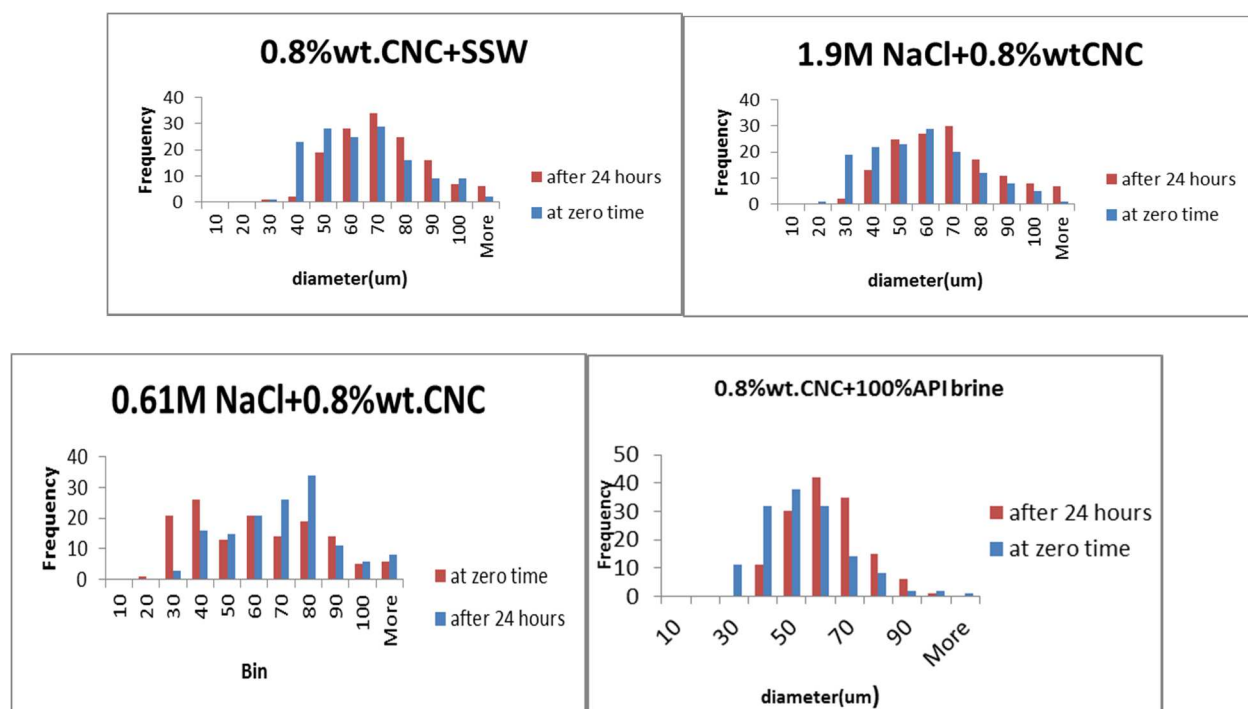 0.8%wt.CNC+SSW
Frequency
40
30
20
10
0
10
20
30
40
50
60
70
80
90
100
More
diameter(um)
after 24 hours
at zero time
1.9M NaCl+0.8%wtCNC
Frequency
40
30
20
10
0
10
20
30
40
50
60
70
80
90
100
More
diameter(um)
after 24 hours
at zero time
0.61M NaCl+0.8%wt.CNC
Frequency
40
30
20
10
0
10
20
30
40
50
60
70
80
90
100
More
Bin
at zero time
after 24 hours
0.8%wt.CNC+100%API brine
Frequency
50
40
30
20
10
0
10
30
50
70
90
More
diameter(um)
after 24 hours
at zero time